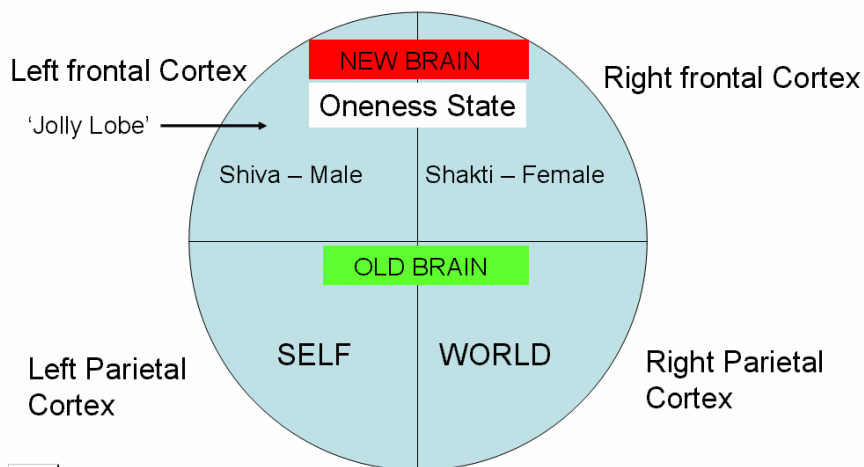 NEW BRAIN
Left frontal Cortex
Right frontal Cortex
Oneness State
‘Jolly Lobe’
Shiva – Male
Shakti – Female
OLD BRAIN
SELF
WORLD
Left Parietal
Cortex
Right Parietal
Cortex